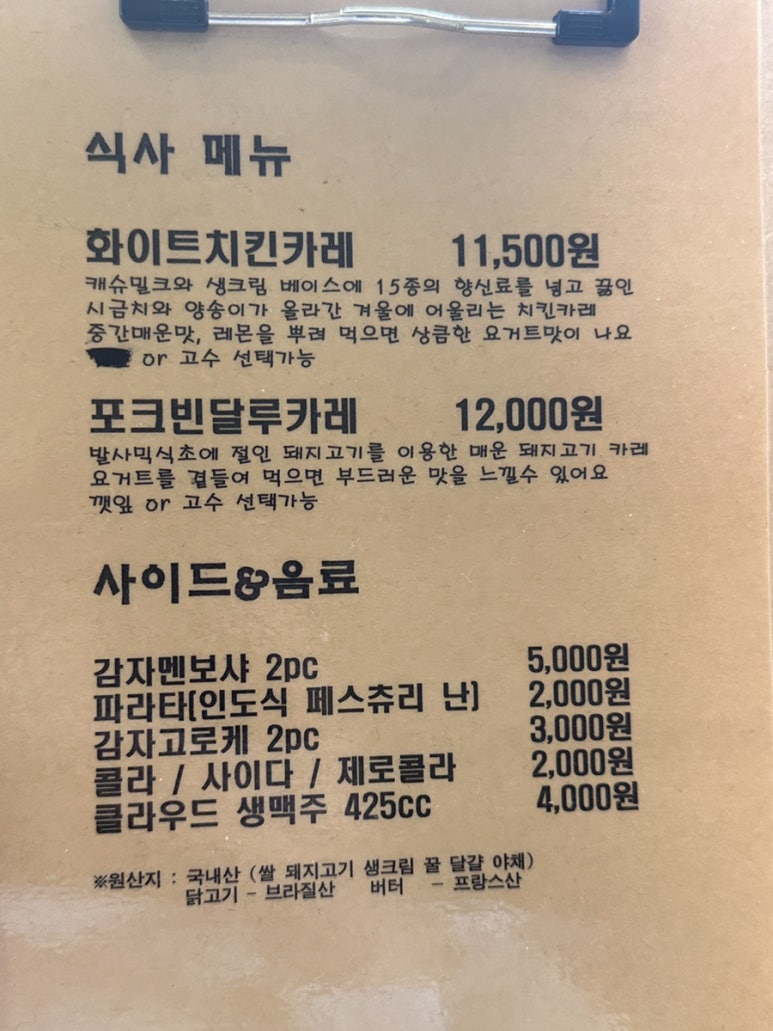 식사 메뉴
화이트치킨카레 11,500원
캐슈밀크와 생크림 베이스에 15종의 향신료를 넣고 끓인
시금치와 양송이가 올라간 겨울에 어울리는 치킨카레
중간매운맛, 레몬을 뿌려 먹으면 상큼한 요거트맛이 나요
or 고수 선택가능
포크빈달루카레 12,000원
발사믹식초에 절인 돼지고기를 이용한 매운 돼지고기 카레
요거트를 곁들여 먹으면 부드러운 맛을 느낄수 있어요
깻잎 or 고수 선택가능
사이드&음료
감자멘보샤 2pc 5,000원
파라타(인도식 페스츄리 난) 2,000원
감자고로케 2pc 3,000원
콜라 / 사이다 / 제로콜라 2,000원
클라우드 생맥주 425cc 4,000원
※원산지 : 국내산 (쌀 돼지고기 생크림 꿀 달걀 야채)
닭고기 - 브라질산 버터 - 프랑스산